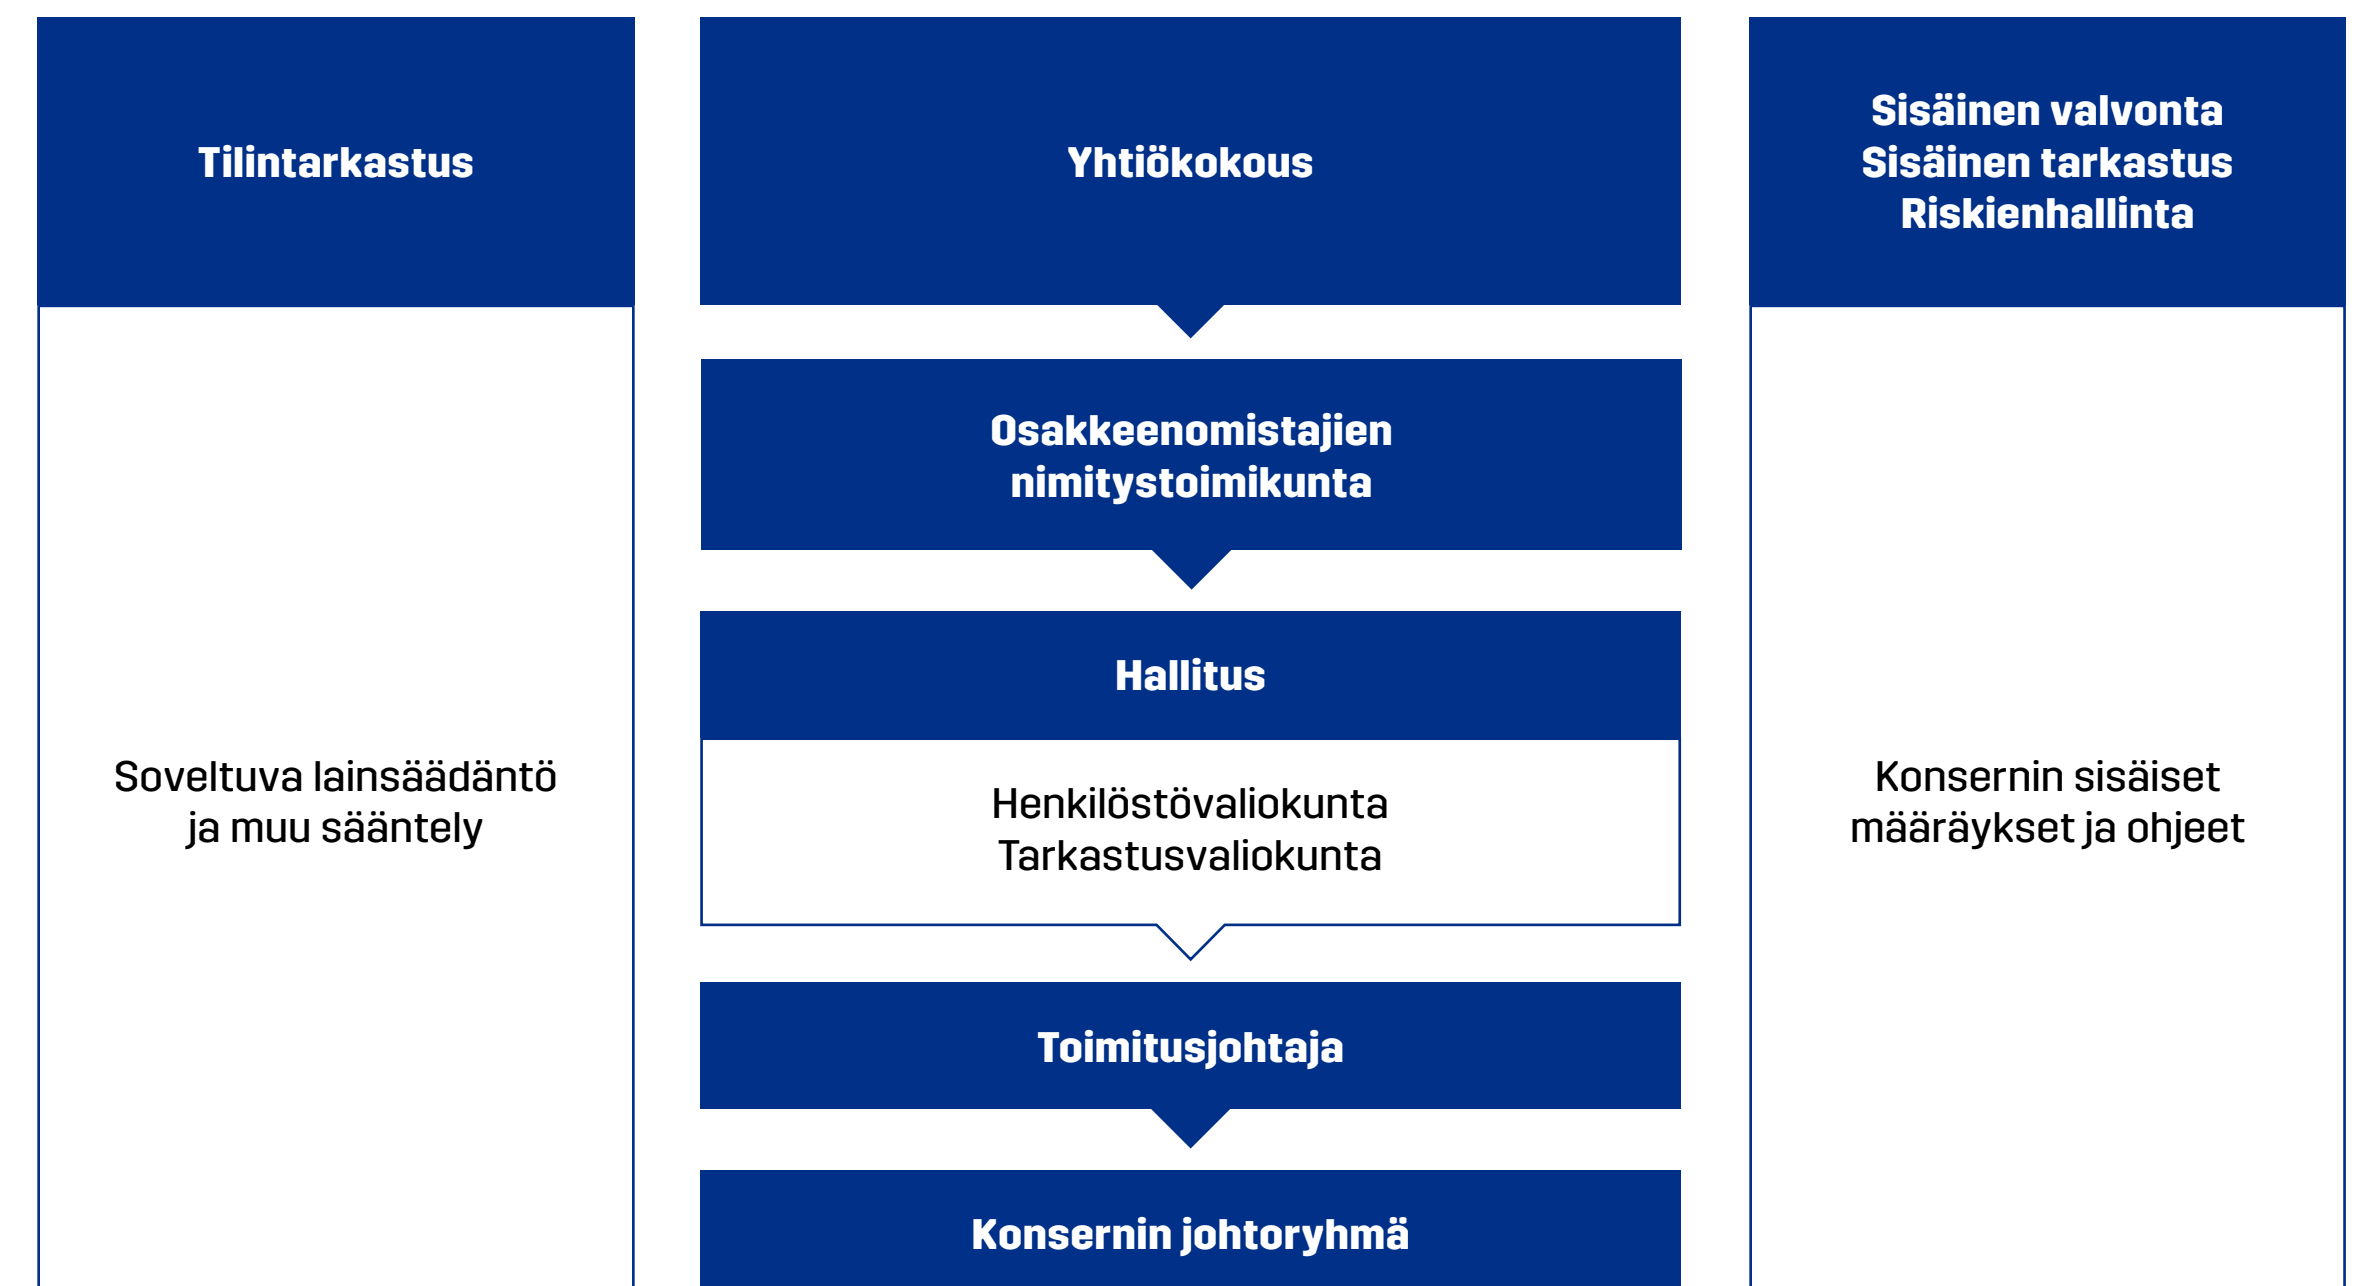 Tilintarkastus
Soveltuva lainsäädäntö
ja muu sääntely
Yhtiökokous
Osakkeenomistajien
nimitystoimikunta
Hallitus
Henkilöstövaliokunta
Tarkastusvaliokunta
Toimitusjohtaja
Konsernin johtoryhmä
Sisäinen valvonta
Sisäinen tarkastus
Riskienhallinta
Konsernin sisäiset
määräykset ja ohjeet